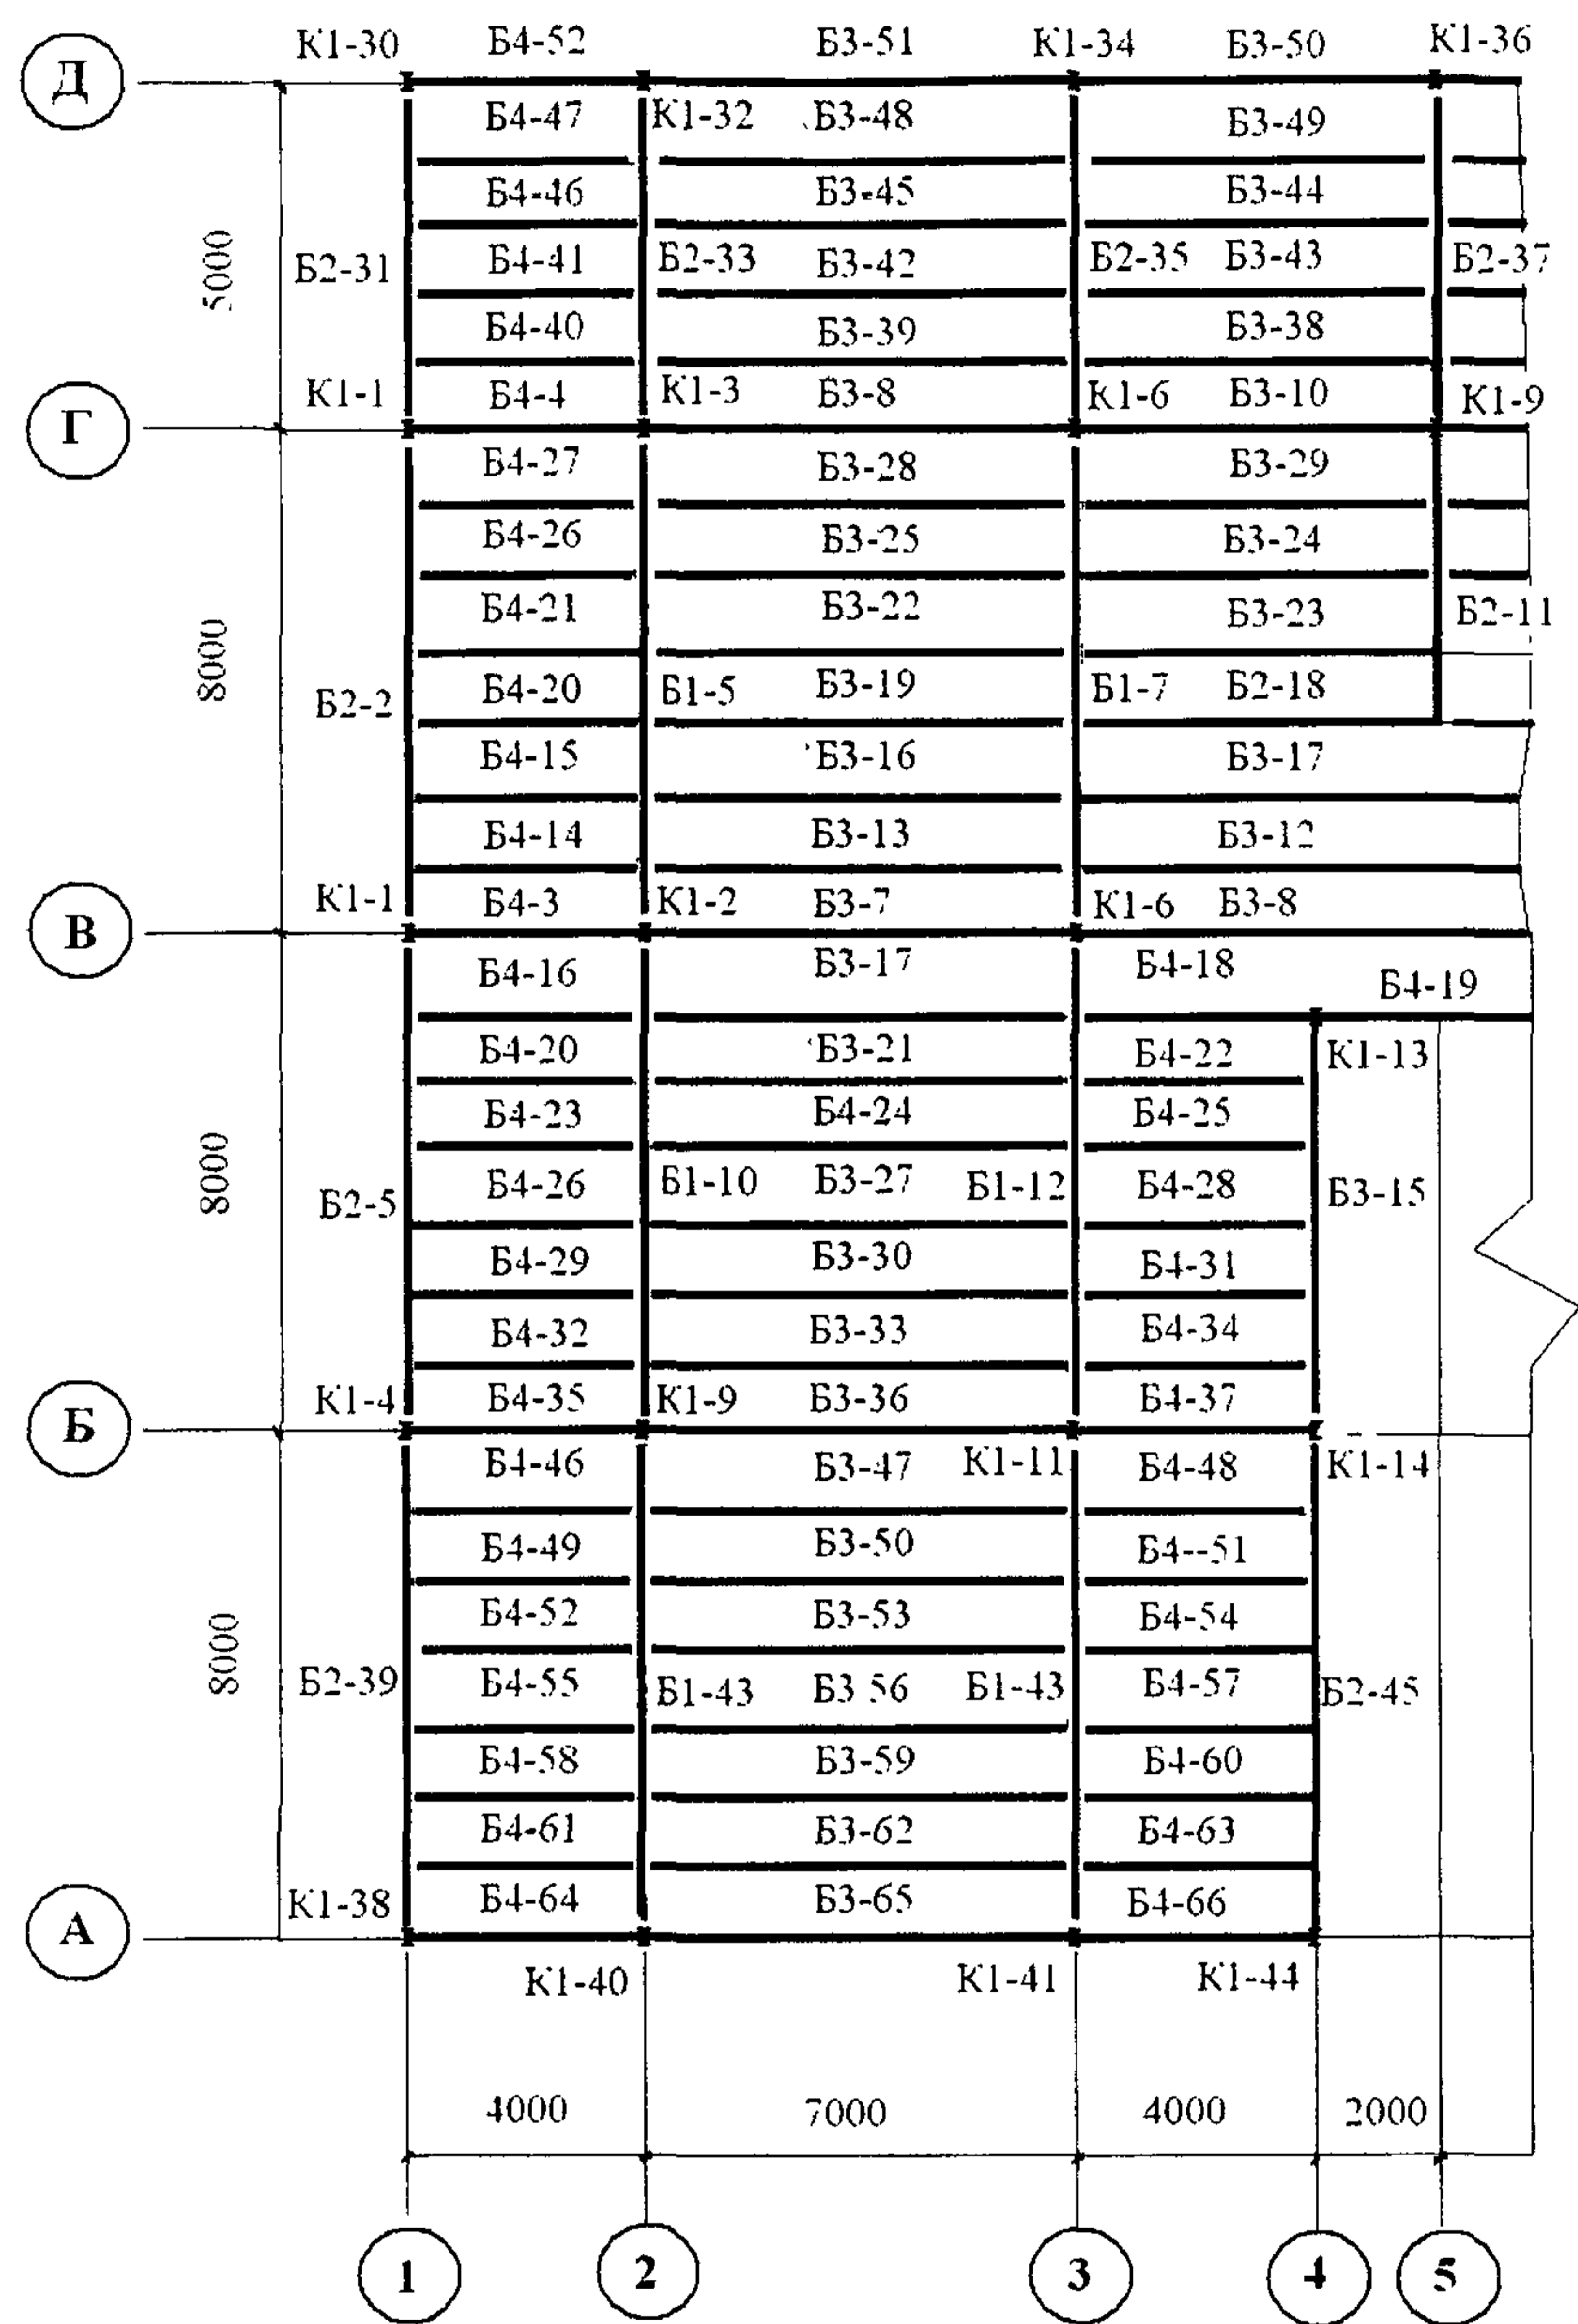 К1-30 Б4-52 Б3-51 К1-34 Б3-50 К1-36
Д
Б4-47 К1-32 Б3-48 Б3-49
Б4-46 Б3-45 Б3-44
5000 Б2-31 Б4-41 Б2-33 Б3-42 Б2-35 Б3-43 Б2-37
Б4-40 Б3-39 Б3-38
К1-1 Б4-4 К1-3 Б3-8 К1-6 Б3-10 К1-9
Г
Б4-27 Б3-28 Б3-29
Б4-26 Б3-25 Б3-24
Б4-21 Б3-22 Б3-23 Б2-11
8000 Б2-2 Б4-20 Б1-5 Б3-19 Б1-7 Б2-18
Б4-15 Б3-16 Б3-17
Б4-14 Б3-13 Б3-12
К1-1 Б4-3 К1-2 Б3-7 К1-6 Б3-8
В
Б4-16 Б3-17 Б4-18 Б4-19
Б4-20 Б3-21 Б4-22 К1-13
Б4-23 Б4-24 Б4-25
8000 Б2-5 Б4-26 Б1-10 Б3-27 Б1-12 Б4-28 Б3-15
Б4-29 Б3-30 Б4-31
Б4-32 Б3-33 Б4-34
К1-4 Б4-35 К1-9 Б3-36 Б4-37
Б
Б4-46 Б3-47 К1-11 Б4-48 К1-14
Б4-49 Б3-50 Б4--51
Б4-52 Б3-53 Б4-54
8000 Б2-39 Б4-55 Б1-43 Б3 56 Б1-43 Б4-57 Б2-45
Б4-58 Б3-59 Б4-60
Б4-61 Б3-62 Б4-63
К1-38 Б4-64 Б3-65 Б4-66
А
К1-40 К1-41 К1-44
4000 7000 4000 2000
1 2 3 4 5